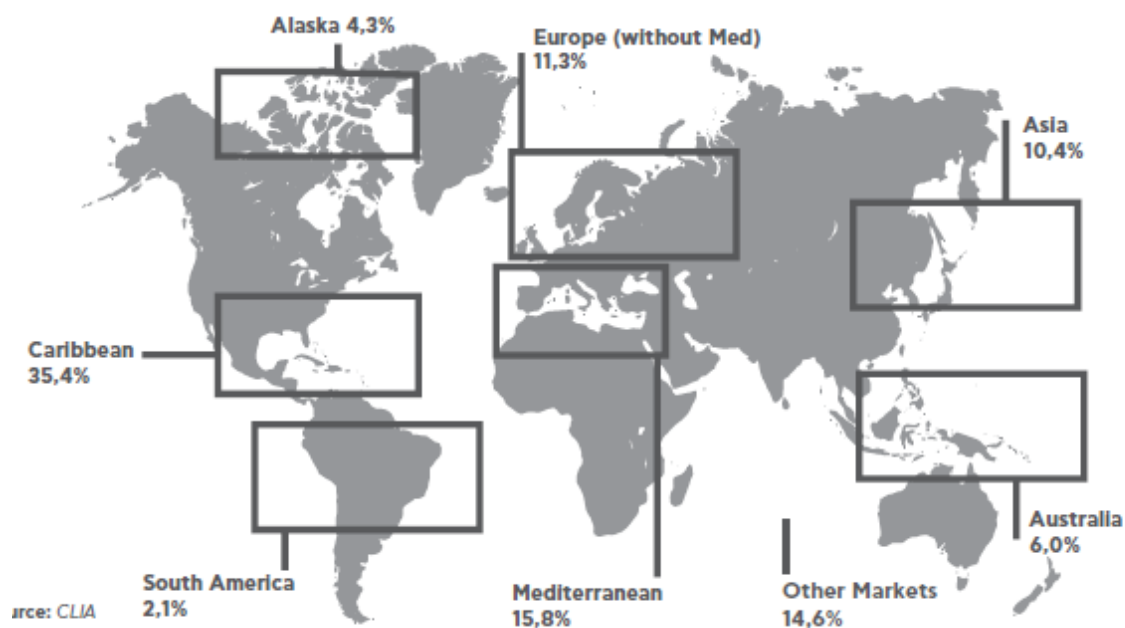 Alaska 4,3%
Europe (without Med)
11,3%
Asia
10,4%
Caribbean
35,4%
Australia
6,0%
South America
2,1%
Mediterranean
15,8%
Other Markets
14,6%
urce: CLIA